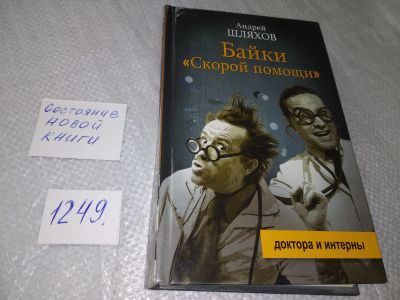 Андрей
ШЛЯХОВ
Байки
«Скорой помощи»
доктора и интерны
Состояние
НОВОЙ
КНИГИ
1249.